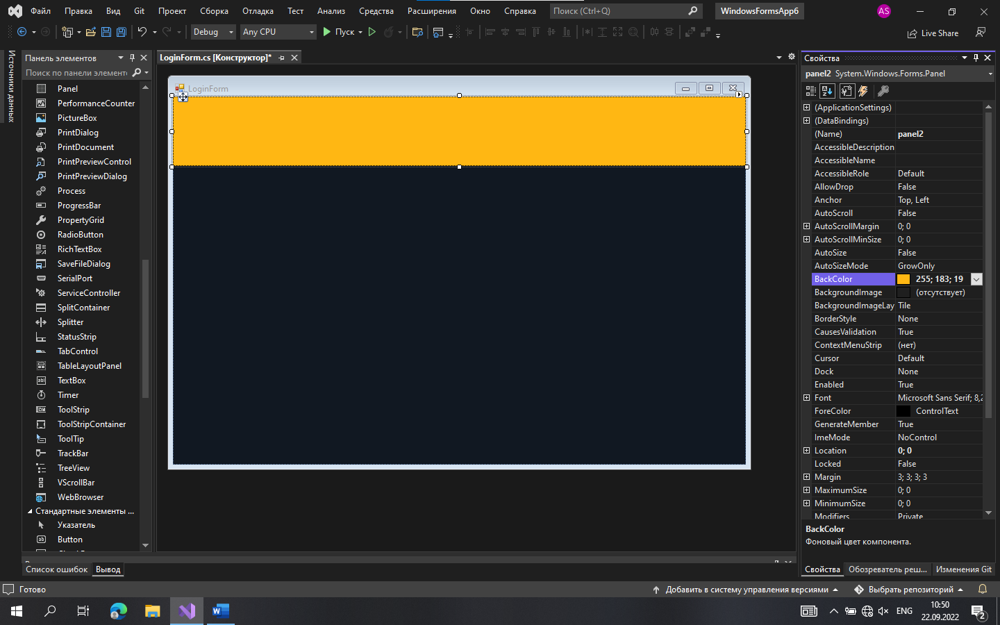 Файл Правка Вид Git Проект Сборка Отладка Тест Анализ Средства Расширения Окно Справка Поиск (Ctrl+Q) WindowsFormsApp6 AS
Debug Any CPU Пуск Live Share
Источники данных
Панель элементов
Поиск по панели элементо
Panel
PerformanceCounter
PictureBox
PrintDialog
PrintDocument
PrintPreviewControl
PrintPreviewDialog
Process
ProgressBar
PropertyGrid
RadioButton
RichTextBox
SaveFileDialog
SerialPort
ServiceController
SplitContainer
Splitter
StatusStrip
TabControl
TableLayoutPanel
TextBox
Timer
ToolStrip
ToolStripContainer
ToolTip
TrackBar
TreeView
VScrollBar
WebBrowser
Стандартные элементы ...
Указатель
Button
LoginForm.cs [Конструктор]*
LoginForm
Свойства
panel2 System.Windows.Forms.Panel
(ApplicationSettings)
(DataBindings)
(Name) panel2
AccessibleDescription
AccessibleName
AccessibleRole Default
AllowDrop False
Anchor Top, Left
AutoScroll False
AutoScrollMargin 0; 0
AutoScrollMinSize 0; 0
AutoSize False
AutoSizeMode GrowOnly
BackColor 255; 183; 19
BackgroundImage (отсутствует)
BackgroundImageLay Tile
BorderStyle None
CausesValidation True
ContextMenuStrip (нет)
Cursor Default
Dock None
Enabled True
Font Microsoft Sans Serif; 8,2
ForeColor ControlText
GenerateMember True
ImeMode NoControl
Location 0; 0
Locked False
Margin 3; 3; 3; 3
MaximumSize 0; 0
MinimumSize 0; 0
Modifiers Private
BackColor
Фоновый цвет компонента.
Список ошибок Вывод
Свойства Обозреватель реш... Изменения Git
Готово Добавить в систему управления версиями Выбрать репозиторий
ENG 10:50
22.09.2022 2